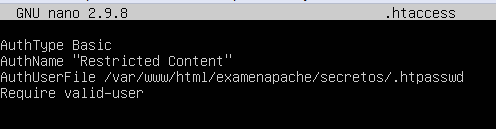 GNU nano 2.9.8 .htaccess
AuthType Basic
AuthName "Restricted Content"
AuthUserFile /var/www/html/examenapache/secretos/.htpasswd
Require valid-user